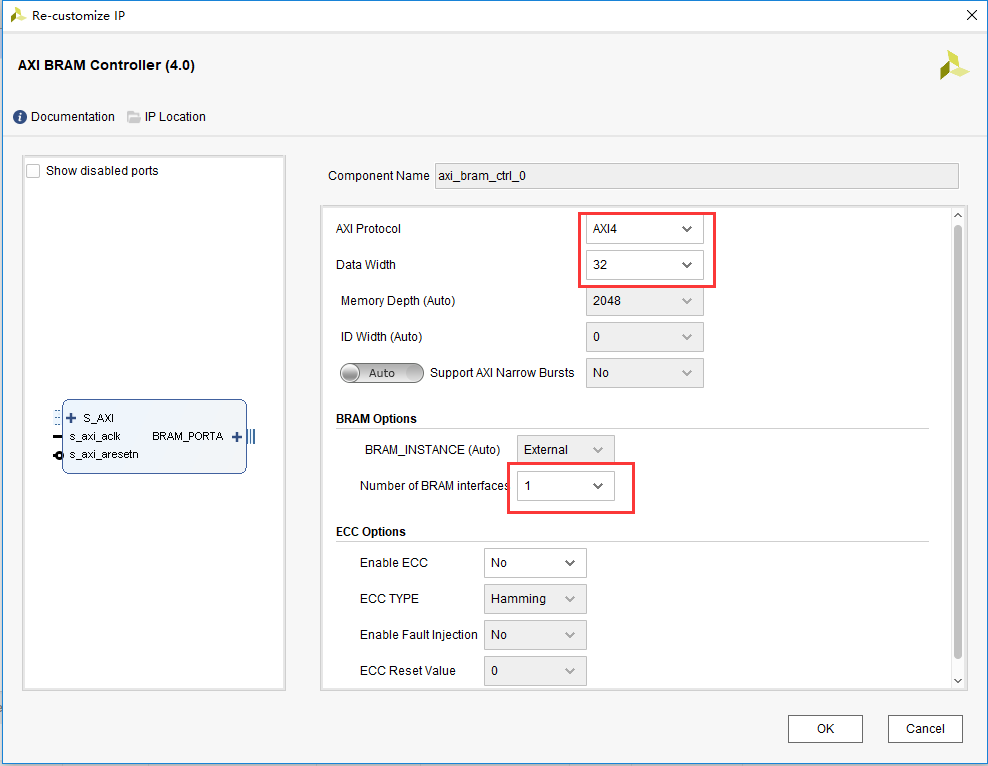 Re-customize IP
AXI BRAM Controller (4.0)
Documentation IP Location
Show disabled ports
S_AXI
s_axi_aclk BRAM_PORTA
s_axi_aresetn
Component Name axi_bram_ctrl_0
AXI Protocol AXI4
Data Width 32
Memory Depth (Auto) 2048
ID Width (Auto) 0
Auto Support AXI Narrow Bursts No
BRAM Options
BRAM_INSTANCE (Auto) External
Number of BRAM interfaces 1
ECC Options
Enable ECC No
ECC TYPE Hamming
Enable Fault Injection No
ECC Reset Value 0
OK Cancel